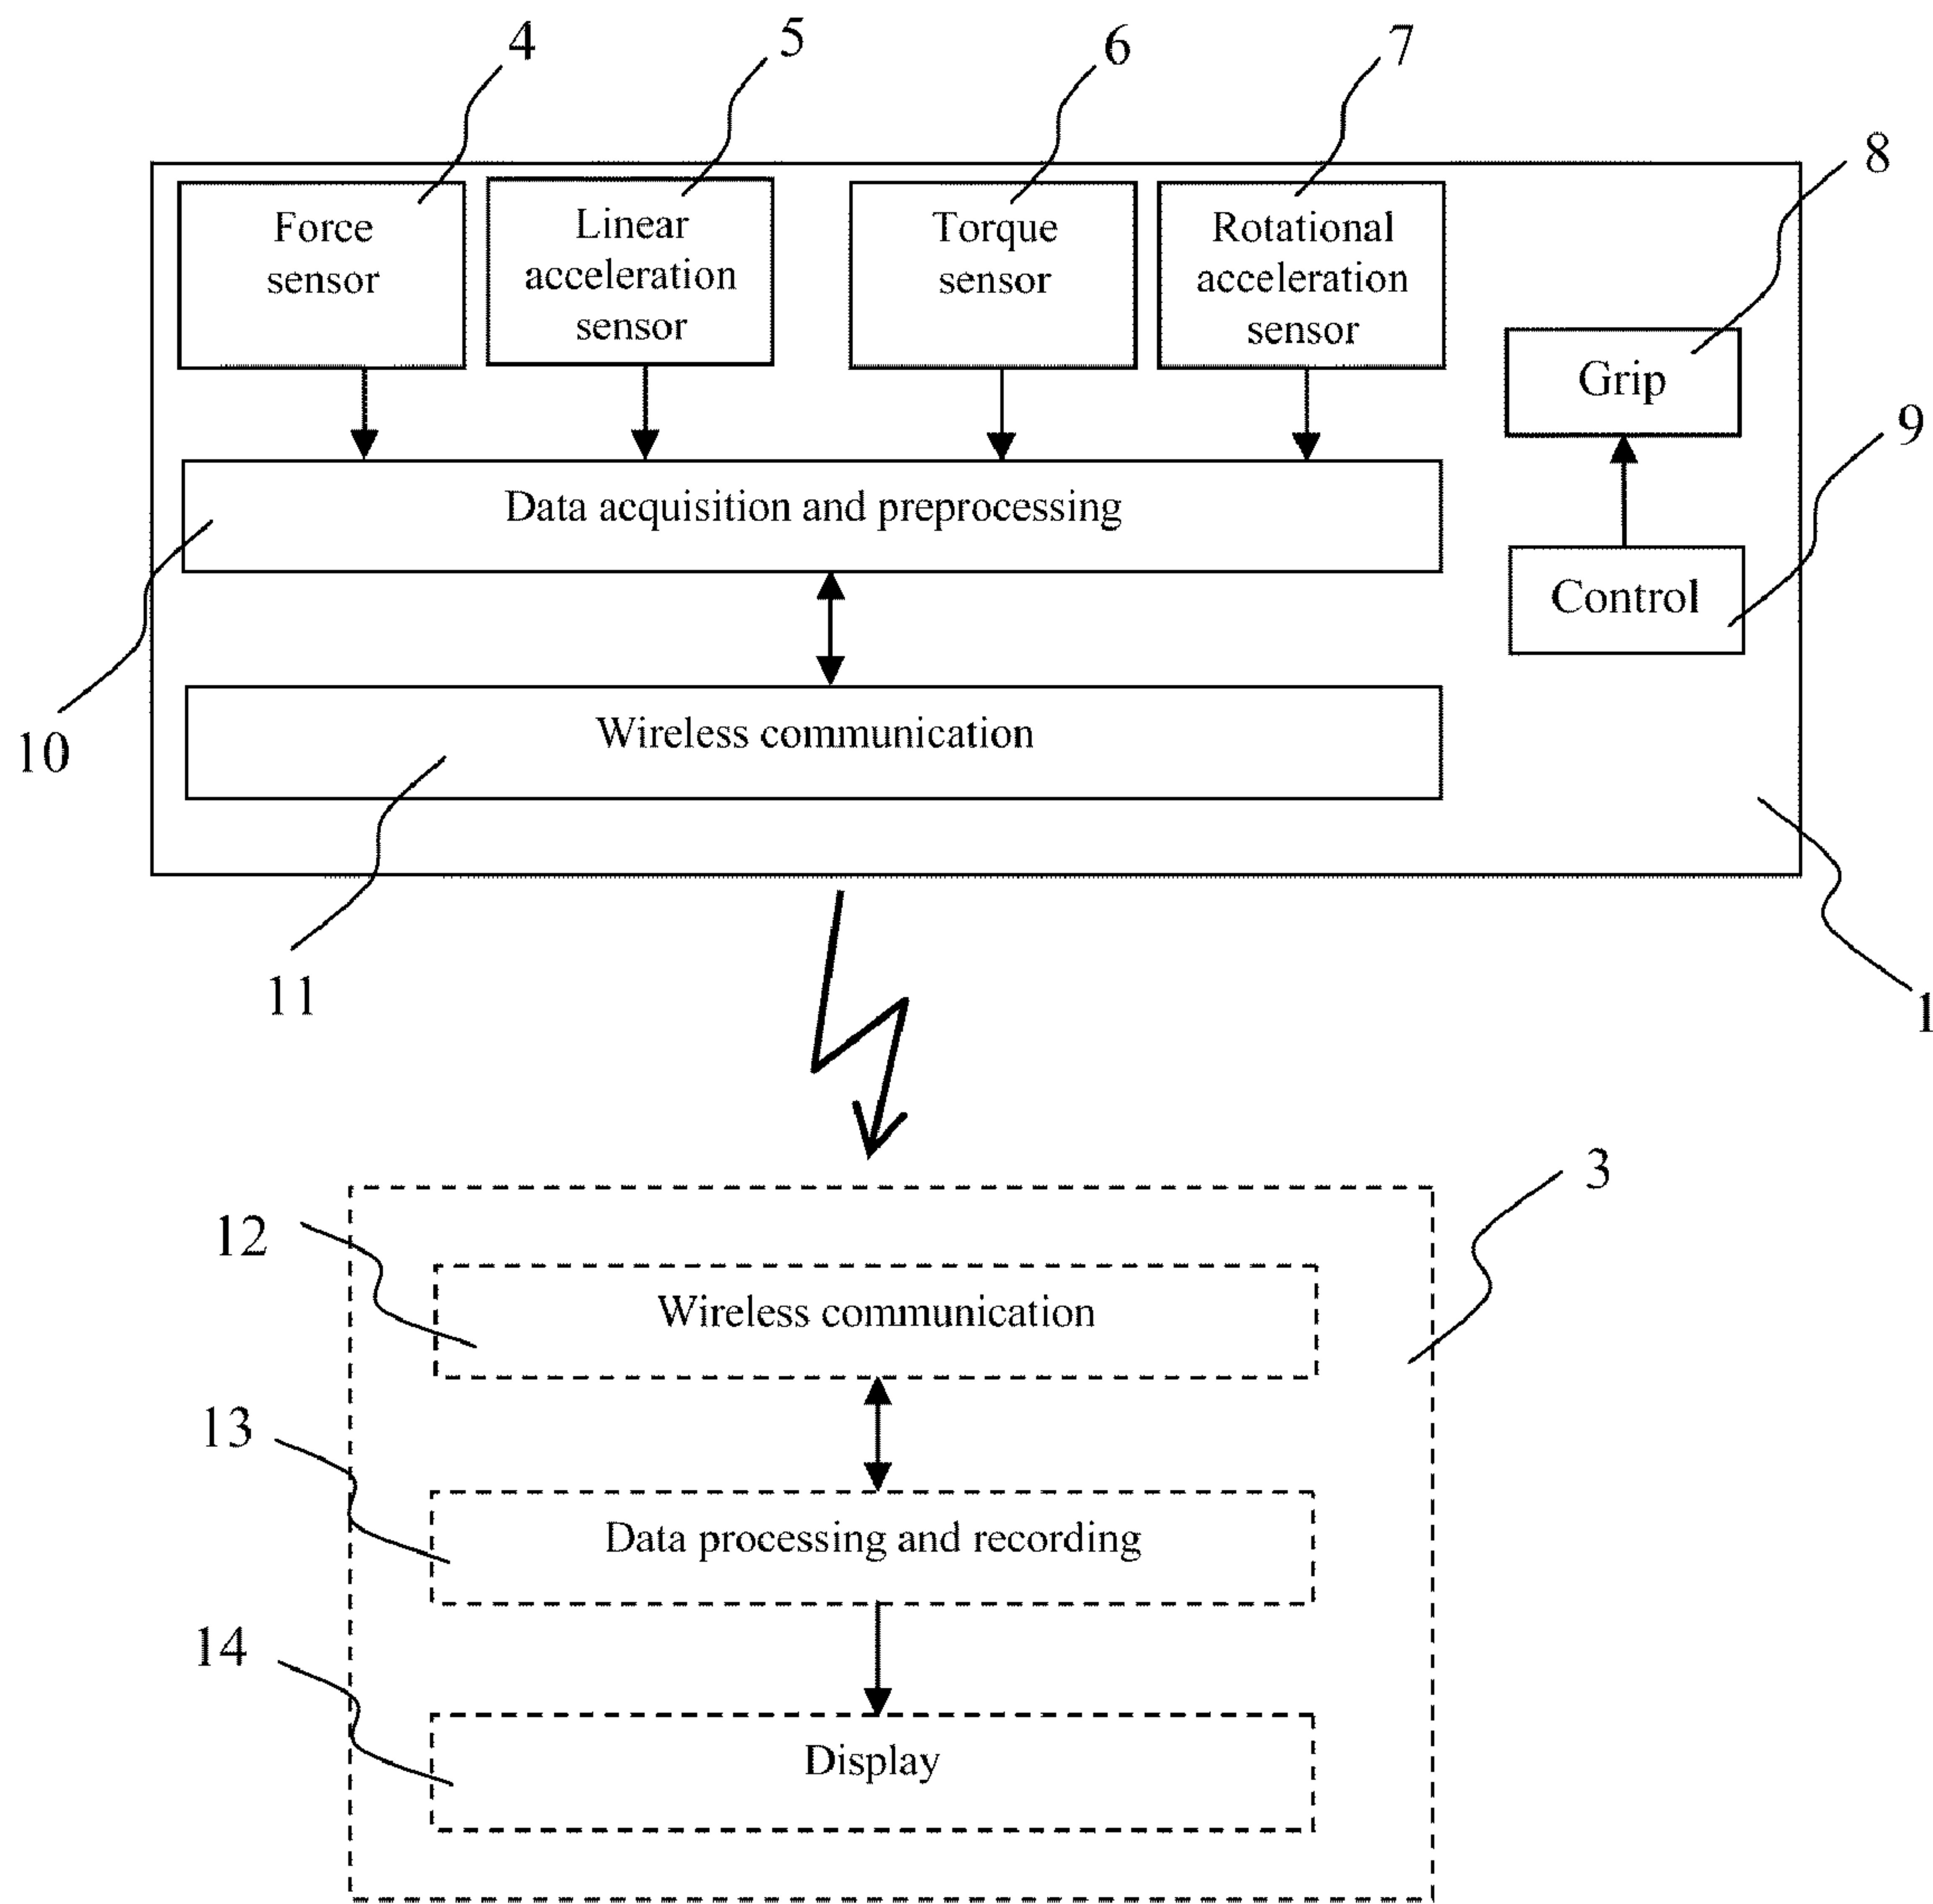 4
5
6
7
8
Force
sensor
Linear
acceleration
sensor
Torque
sensor
Rotational
acceleration
sensor
Grip
9
Data acquisition and preprocessing
Control
10
Wireless communication
11
1
3
12
Wireless communication
13
Data processing and recording
14
Display